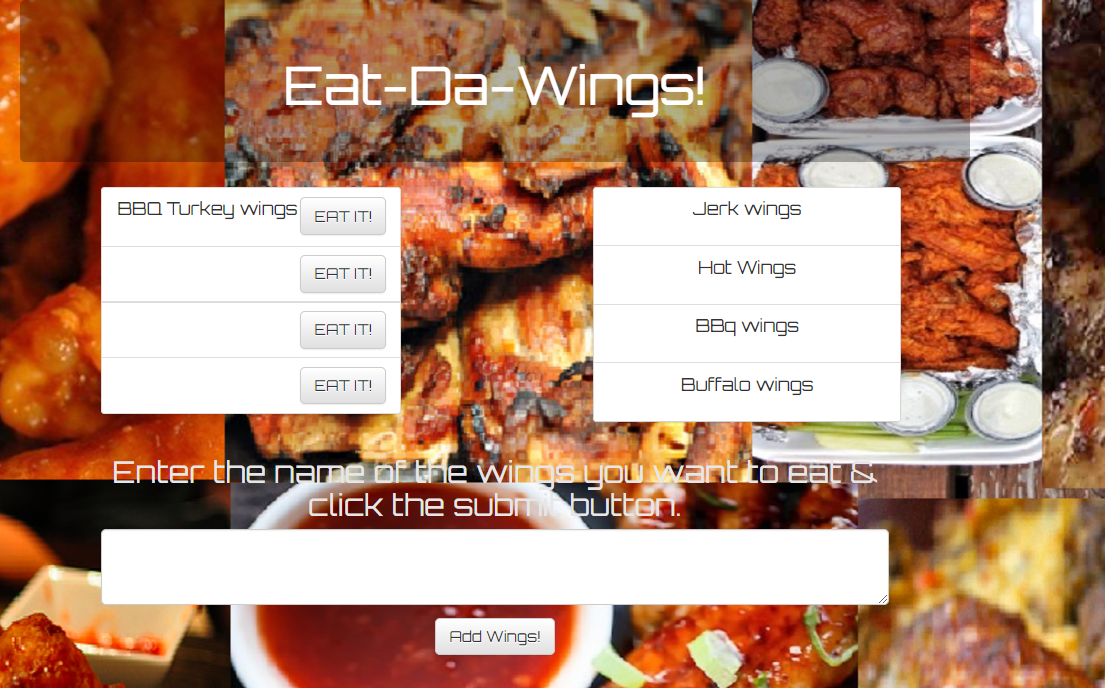 Eat-Da-Wings!
BBQ Turkey wings EAT IT!
EAT IT!
EAT IT!
EAT IT!
Jerk wings
Hot Wings
BBq wings
Buffalo wings
Enter the name of the wings you want to eat &
click the submit button.
Add Wings!